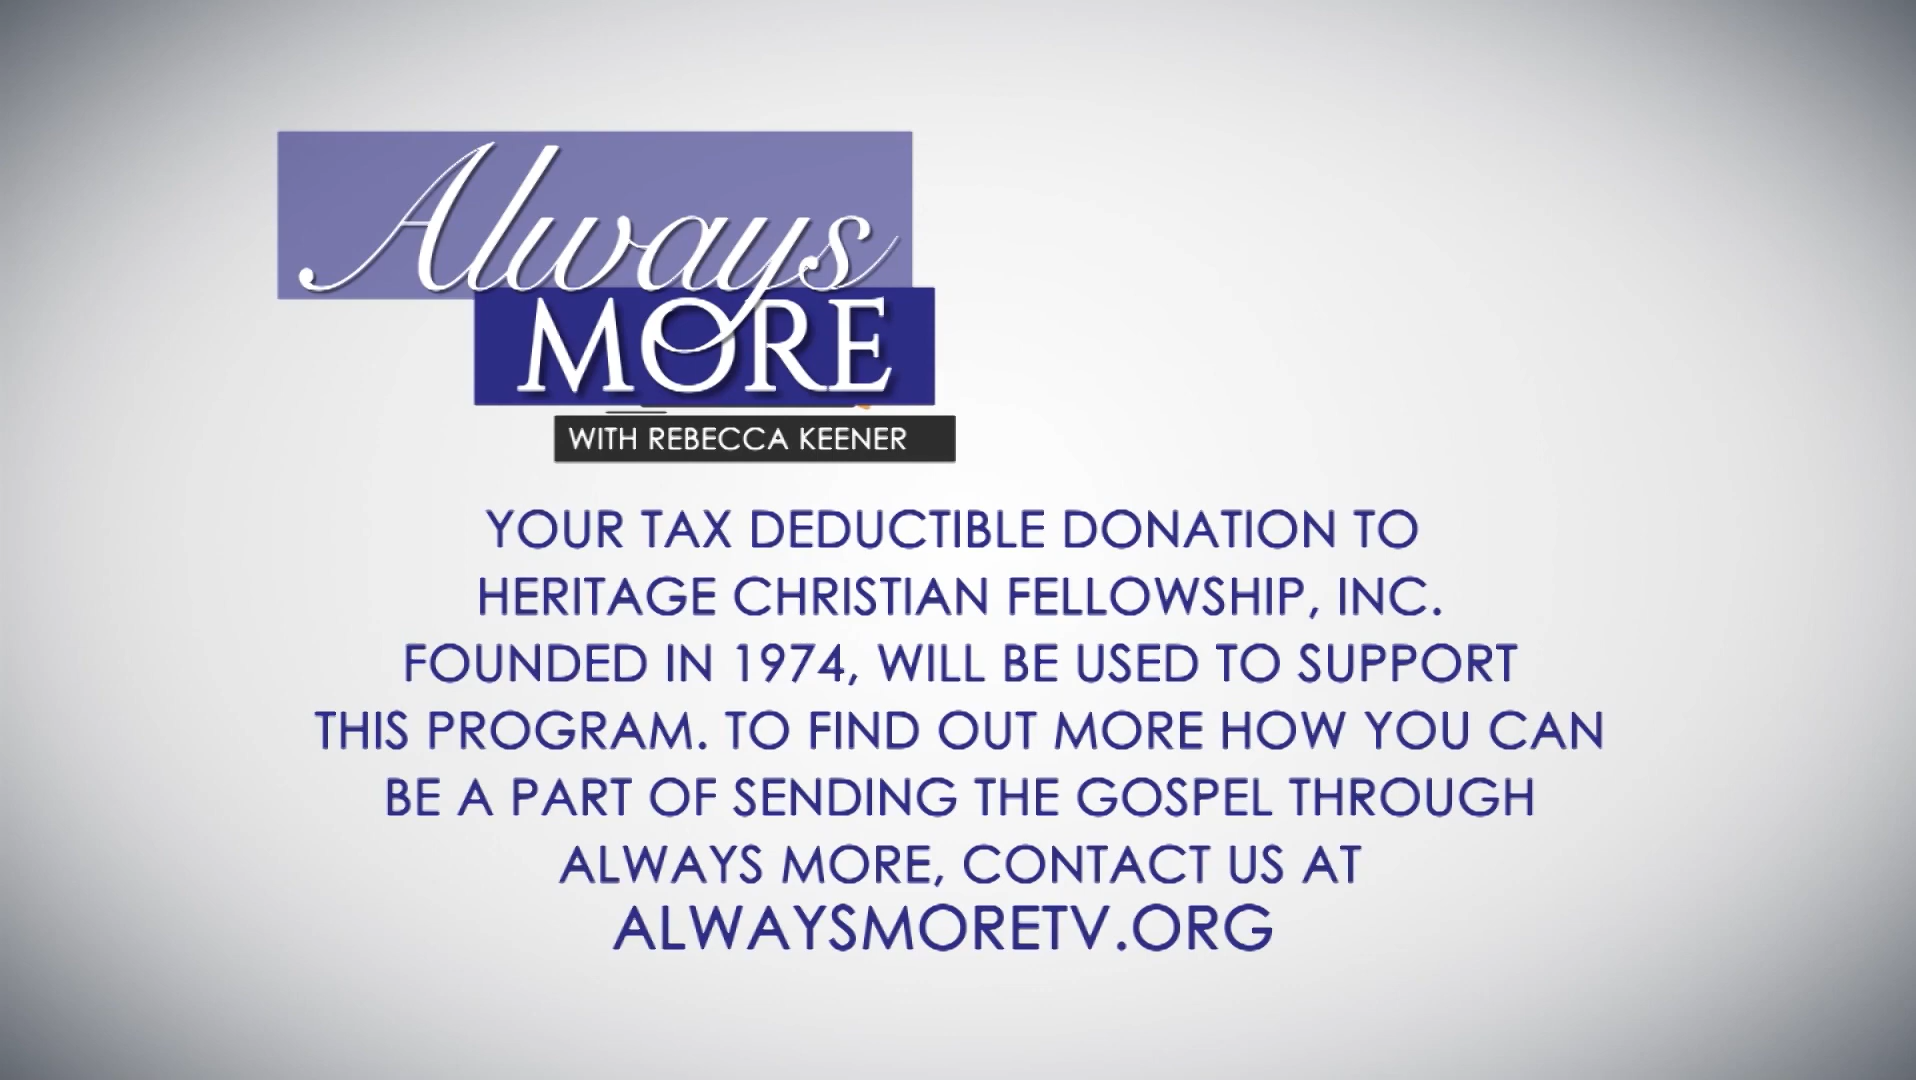 Always
MORE
WITH REBECCA KEENER
YOUR TAX DEDUCTIBLE DONATION TO
HERITAGE CHRISTIAN FELLOWSHIP, INC.
FOUNDED IN 1974, WILL BE USED TO SUPPORT
THIS PROGRAM. TO FIND OUT MORE HOW YOU CAN
BE A PART OF SENDING THE GOSPEL THROUGH
ALWAYS MORE, CONTACT US AT
ALWAYSMORETV.ORG